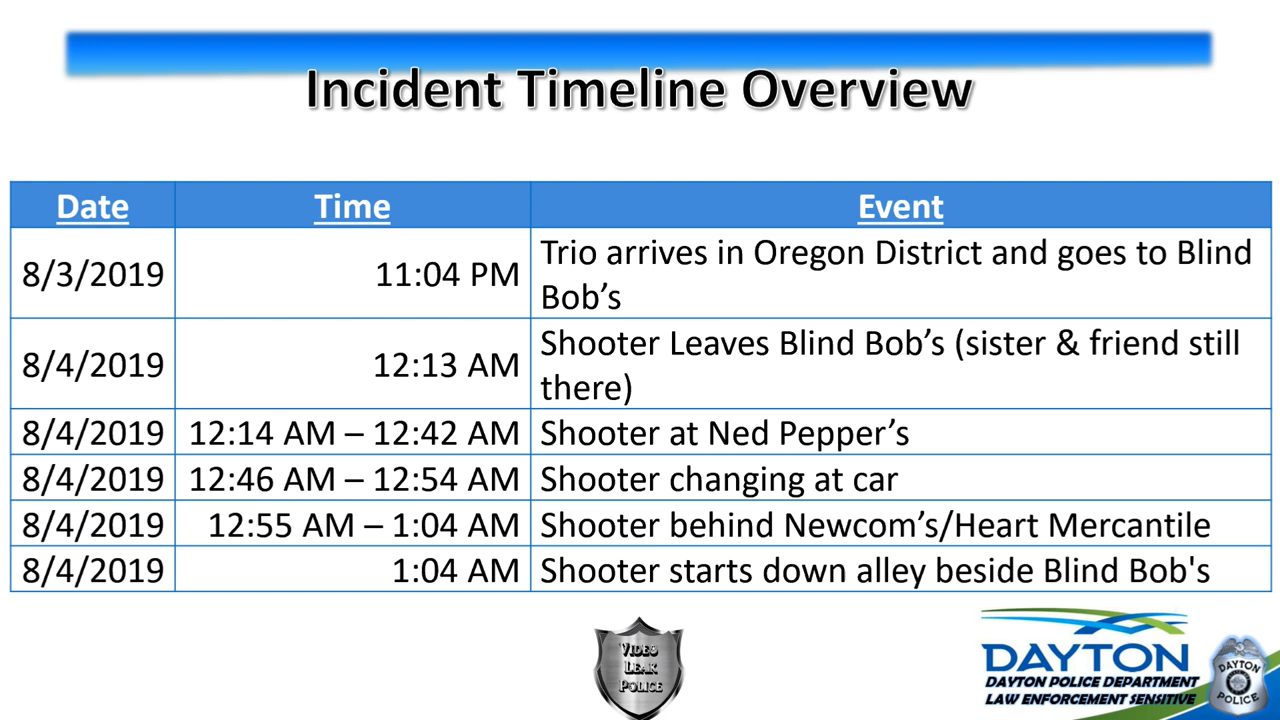 Incident Timeline Overview
Date Time Event
8/3/2019 11:04 PM Trio arrives in Oregon District and goes to Blind
Bob’s
8/4/2019 12:13 AM Shooter Leaves Blind Bob’s (sister & friend still
there)
8/4/2019 12:14 AM – 12:42 AM Shooter at Ned Pepper’s
8/4/2019 12:46 AM – 12:54 AM Shooter changing at car
8/4/2019 12:55 AM – 1:04 AM Shooter behind Newcom’s/Heart Mercantile
8/4/2019 1:04 AM Shooter starts down alley beside Blind Bob's
VIDEO
LEAK
POLICE
DAYTON
DAYTON POLICE DEPARTMENT
LAW ENFORCEMENT SENSITIVE
DAYTON
POLICE